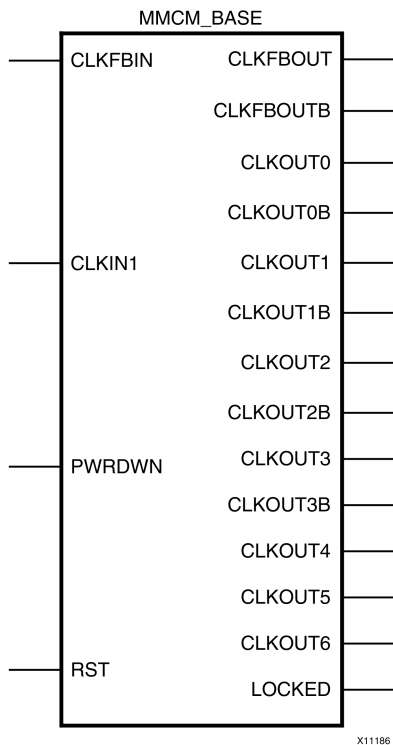 MMCM_BASE
CLKFBIN
CLKFBOUT
CLKFBOUTB
CLKOUT0
CLKOUT0B
CLKIN1
CLKOUT1
CLKOUT1B
CLKOUT2
CLKOUT2B
PWRDWN
CLKOUT3
CLKOUT3B
CLKOUT4
CLKOUT5
CLKOUT6
RST
LOCKED
X11186